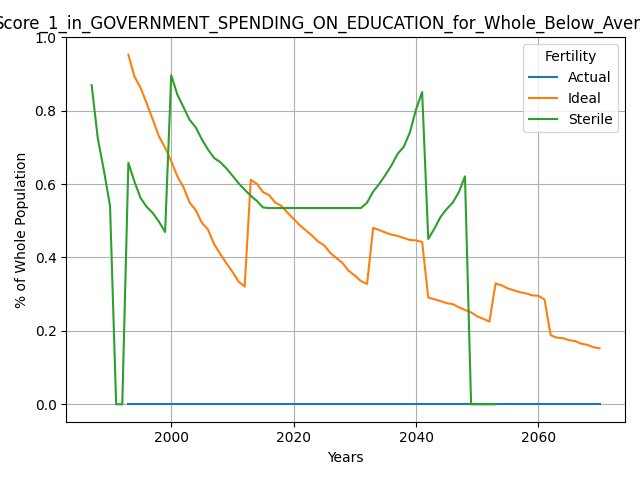 Score_1_in_GOVERNMENT_SPENDING_ON_EDUCATION_for_Whole_Below_Aver
1.0
0.8
0.6
0.4
0.2
0.0
% of Whole Population
Fertility
Actual
Ideal
Sterile
2000 2020 2040 2060
Years